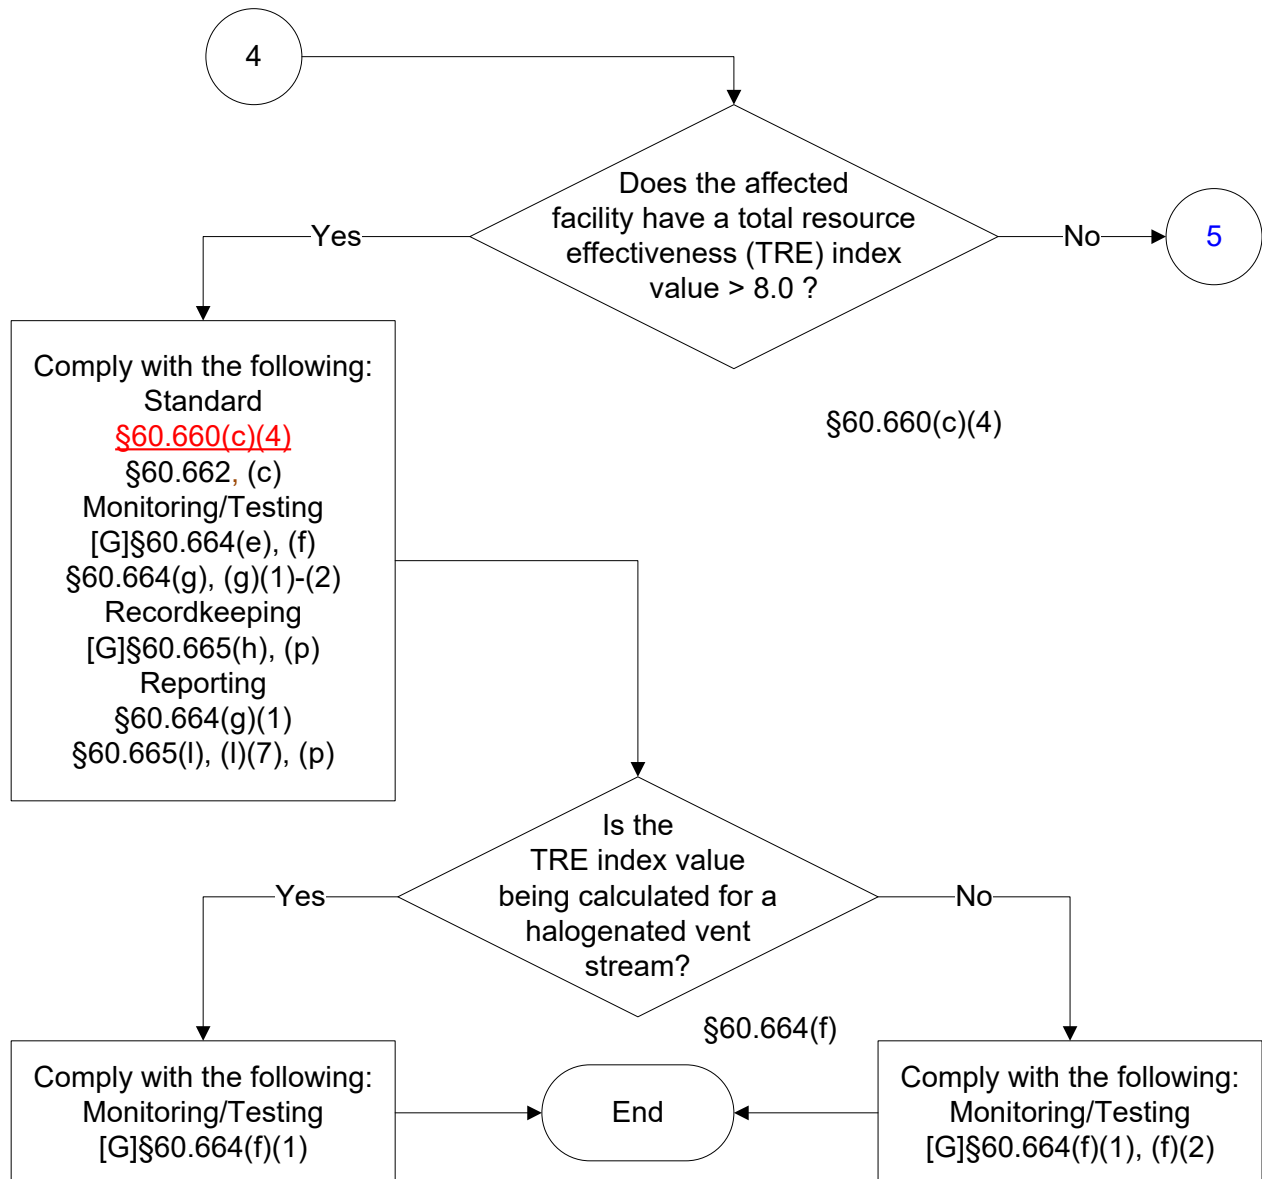 4
Does the affected
facility have a total resource
effectiveness (TRE) index
value > 8.0 ?
Yes
No
5
§60.660(c)(4)
Comply with the following:
Standard
§60.660(c)(4)
§60.662, (c)
Monitoring/Testing
[G]§60.664(e), (f)
§60.664(g), (g)(1)-(2)
Recordkeeping
[G]§60.665(h), (p)
Reporting
§60.664(g)(1)
§60.665(l), (l)(7), (p)
Is the
TRE index value
being calculated for a
halogenated vent
stream?
Yes
No
§60.664(f)
Comply with the following:
Monitoring/Testing
[G]§60.664(f)(1)
End
Comply with the following:
Monitoring/Testing
[G]§60.664(f)(1), (f)(2)